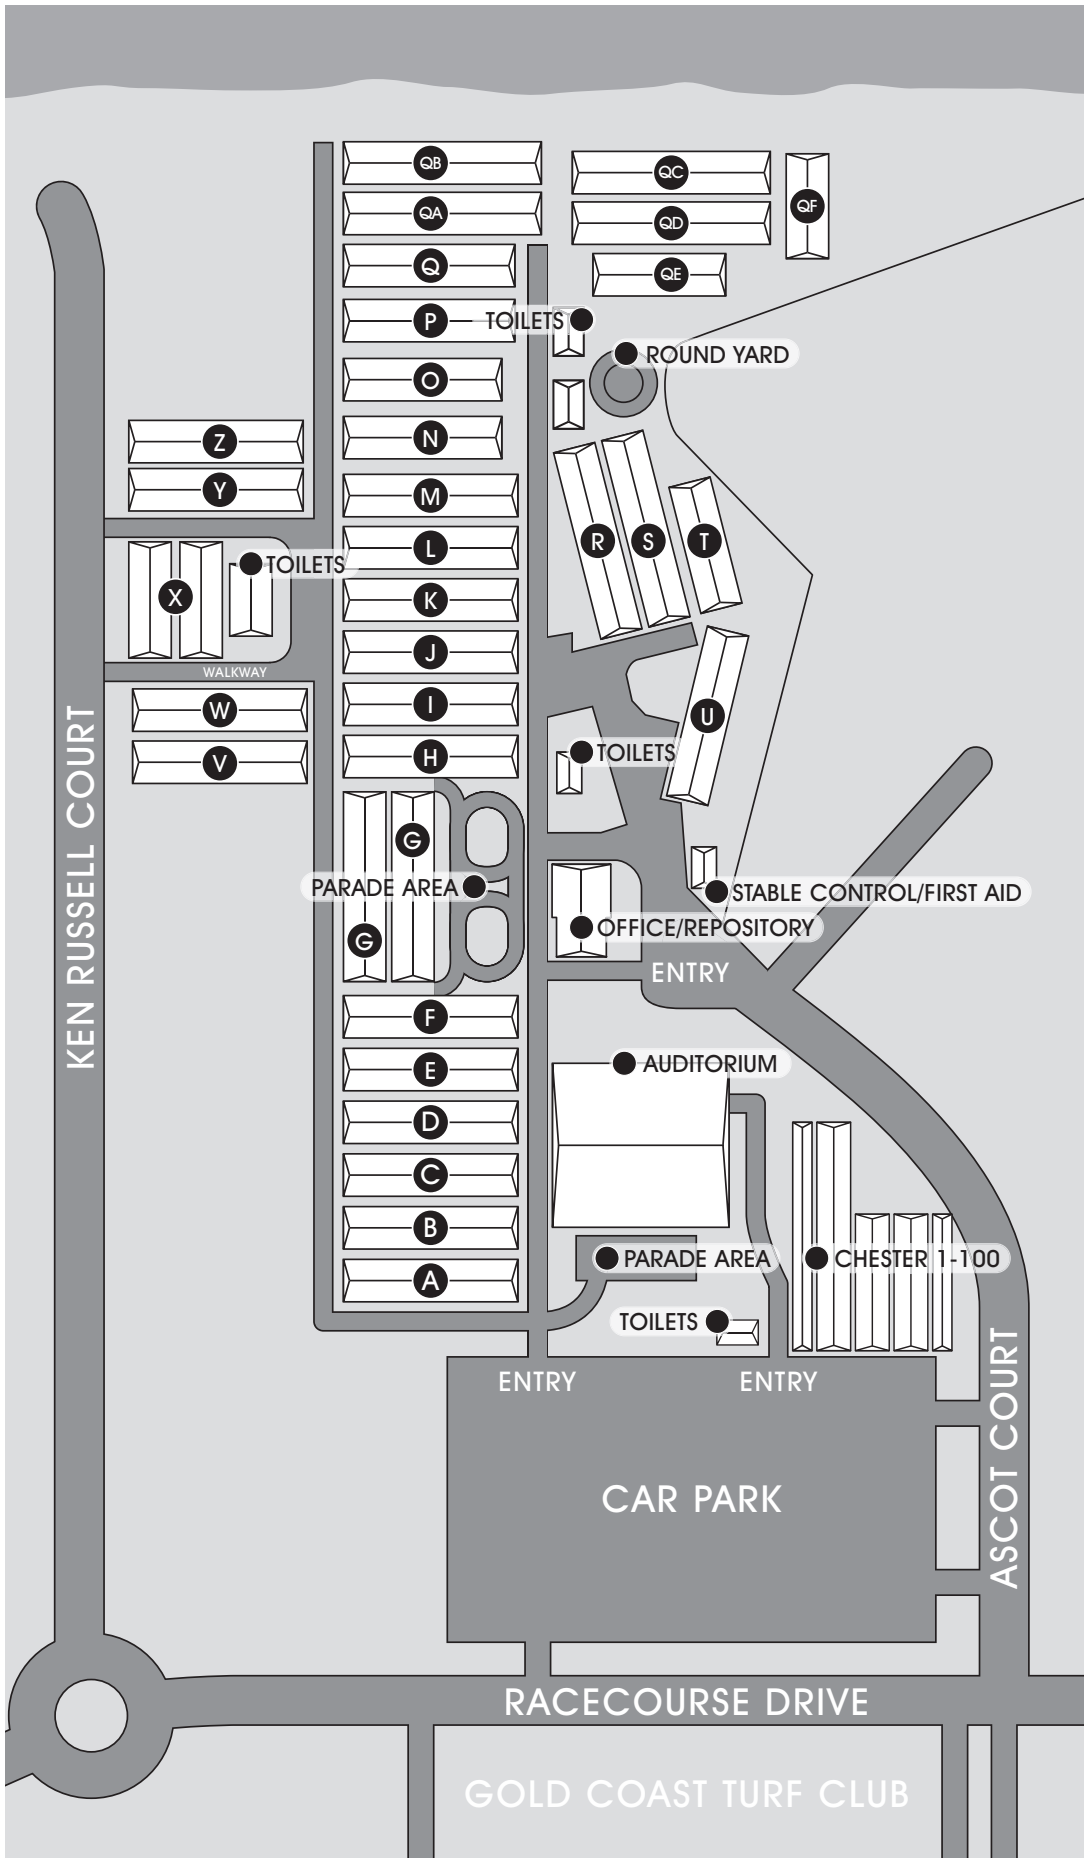 QB
QC
QF
QA
QD
Q
QE
P
TOILETS
ROUND YARD
O
Z
N
Y
M
R
S
T
L
TOILETS
X
K
J
WALKWAY
W
I
U
V
H
TOILETS
G
PARADE AREA
STABLE CONTROL/FIRST AID
G
OFFICE/REPOSITORY
KEN RUSSELL COURT
ENTRY
F
E
AUDITORIUM
D
C
B
PARADE AREA
CHESTER 1-100
A
TOILETS
ENTRY
ENTRY
ASCOT COURT
CAR PARK
RACECOURSE DRIVE
GOLD COAST TURF CLUB